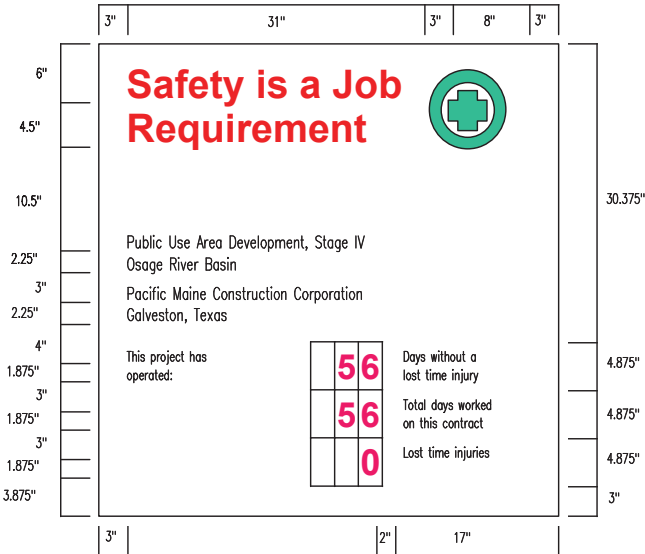 3" 31" 3" 8" 3"
6"
4.5"
10.5"
2.25"
3"
2.25"
4"
1.875"
3"
1.875"
3"
1.875"
3.875"
Safety is a Job
Requirement
Public Use Area Development, Stage IV
Osage River Basin
Pacific Maine Construction Corporation
Galveston, Texas
This project has
operated:
56
Days without a
lost time injury
56
Total days worked
on this contract
0
Lost time injuries
30.375"
4.875"
4.875"
4.875"
3"
3" 2" 17"